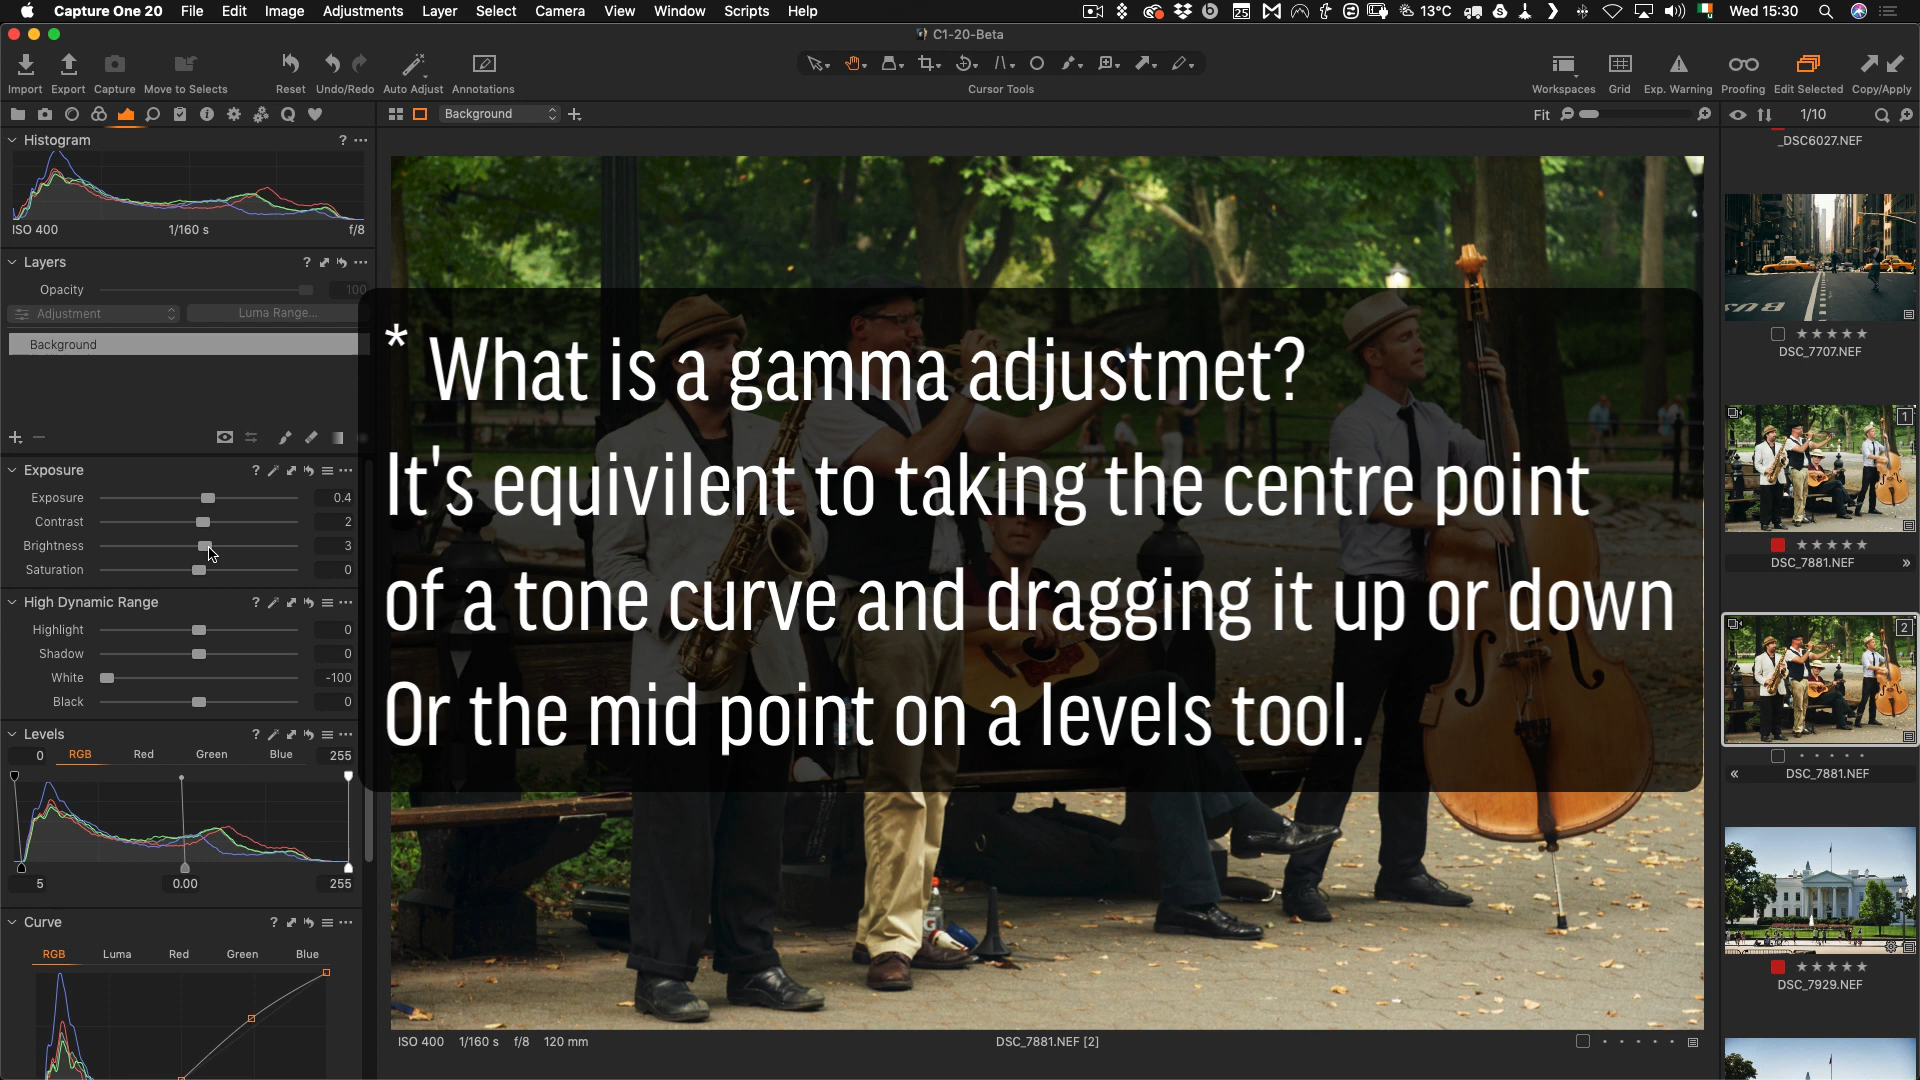 Capture One 20 File Edit Image Adjustments Layer Select Camera View Window Scripts Help
25 13°C Wed 15:30
C1-20-Beta
Import Export Capture Move to Selects Reset Undo/Redo Auto Adjust Annotations
Cursor Tools
Workspaces Grid Exp. Warning Proofing Edit Selected Copy/Apply
Background
Fit
1/10
Histogram ?
ISO 400 1/160 s f/8
Layers ?
Opacity 100
Adjustment Luma Range...
Background
Exposure ?
Exposure 0.4
Contrast 2
Brightness 3
Saturation 0
High Dynamic Range ?
Highlight 0
Shadow 0
White -100
Black 0
Levels ?
0 RGB Red Green Blue 255
5 0.00 255
Curve ?
RGB Luma Red Green Blue
* What is a gamma adjustmet?
It's equivilent to taking the centre point
of a tone curve and dragging it up or down
Or the mid point on a levels tool.
ISO 400 1/160 s f/8 120 mm
DSC_7881.NEF [2]
_DSC6027.NEF
BUS
DSC_7707.NEF
1
DSC_7881.NEF »
2
« DSC_7881.NEF
DSC_7929.NEF